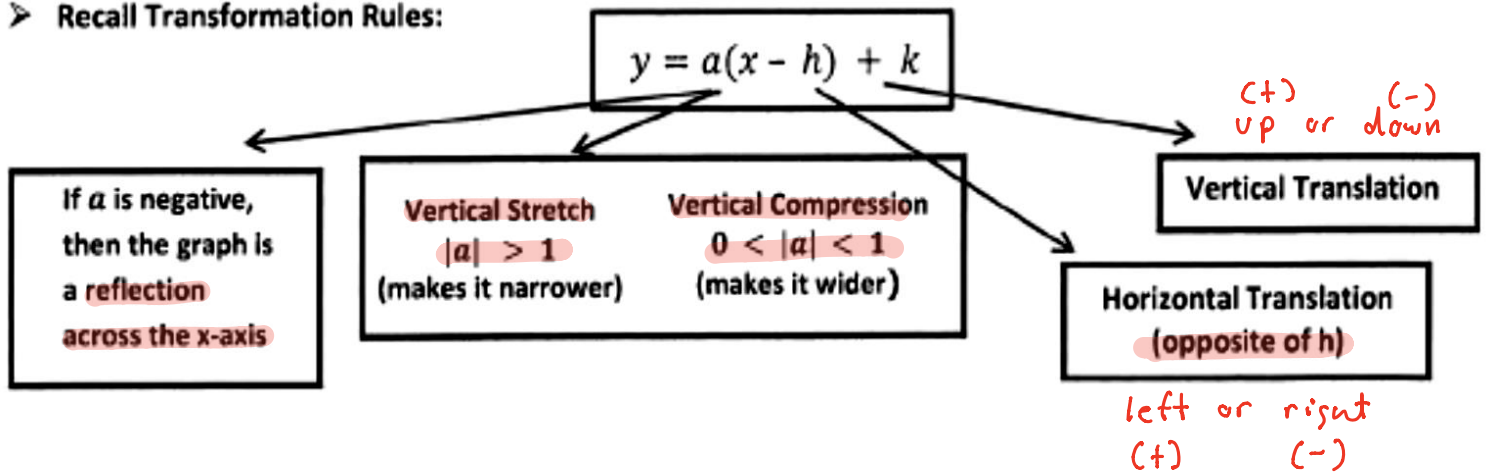 ➤ Recall Transformation Rules:
y = a(x – h) + k
If a is negative,
then the graph is
a reflection
across the x-axis
Vertical Stretch
|a| > 1
(makes it narrower)
Vertical Compression
0 < |a| < 1
(makes it wider)
(+) (-)
up or down
Vertical Translation
Horizontal Translation
(opposite of h)
left or right
(+) (-)